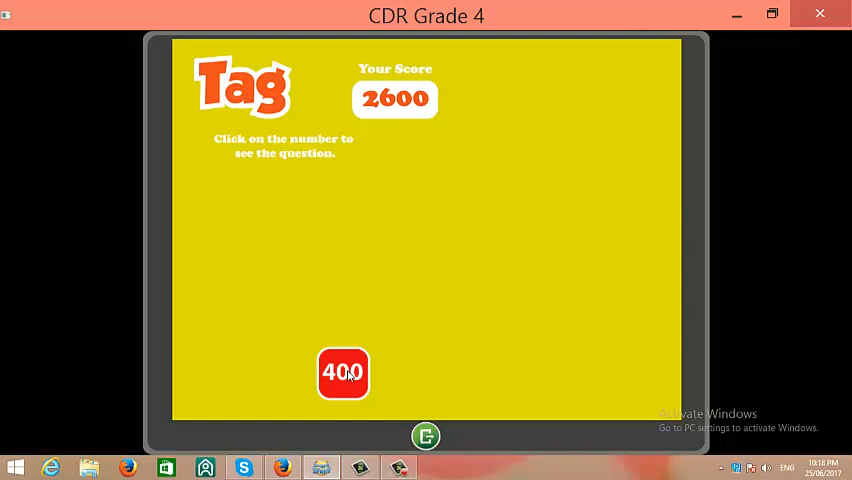 CDR Grade 4
Tag
Your Score
2600
Click on the number to
see the question.
400
Activate Windows
Go to PC settings to activate Windows.
ENG
10:18 PM
25/06/2017